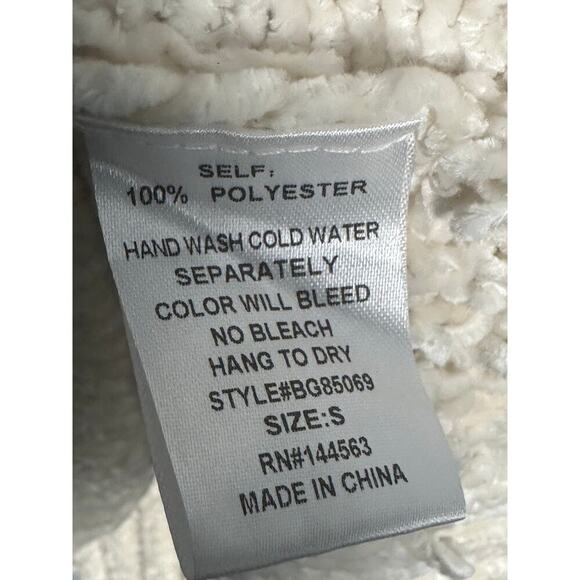 SELF:
100% POLYESTER
HAND WASH COLD WATER
SEPARATELY
COLOR WILL BLEED
NO BLEACH
HANG TO DRY
STYLE#BG85069
SIZE:S
RN#144563
MADE IN CHINA